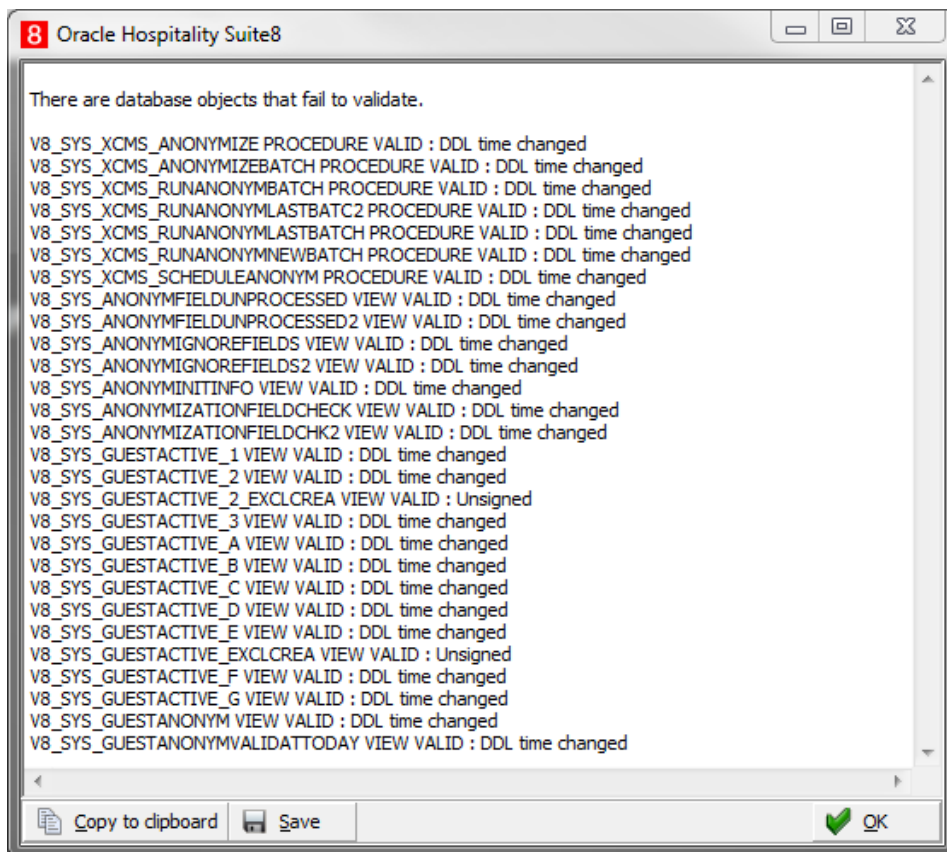 8 Oracle Hospitality Suite8
There are database objects that fail to validate.
V8_SYS_XCMS_ANONYMIZE PROCEDURE VALID : DDL time changed
V8_SYS_XCMS_ANONYMIZEBATCH PROCEDURE VALID : DDL time changed
V8_SYS_XCMS_RUNANONYMBATCH PROCEDURE VALID : DDL time changed
V8_SYS_XCMS_RUNANONYMLASTBATC2 PROCEDURE VALID : DDL time changed
V8_SYS_XCMS_RUNANONYMLASTBATCH PROCEDURE VALID : DDL time changed
V8_SYS_XCMS_RUNANONYMNEWBATCH PROCEDURE VALID : DDL time changed
V8_SYS_XCMS_SCHEDULEANONYM PROCEDURE VALID : DDL time changed
V8_SYS_ANONYMFIELDUNPROCESSED VIEW VALID : DDL time changed
V8_SYS_ANONYMFIELDUNPROCESSED2 VIEW VALID : DDL time changed
V8_SYS_ANONYMIGNOREFIELDS VIEW VALID : DDL time changed
V8_SYS_ANONYMIGNOREFIELDS2 VIEW VALID : DDL time changed
V8_SYS_ANONYMINITINFO VIEW VALID : DDL time changed
V8_SYS_ANONYMIZATIONFIELDCHECK VIEW VALID : DDL time changed
V8_SYS_ANONYMIZATIONFIELDCHK2 VIEW VALID : DDL time changed
V8_SYS_GUESTACTIVE_1 VIEW VALID : DDL time changed
V8_SYS_GUESTACTIVE_2 VIEW VALID : DDL time changed
V8_SYS_GUESTACTIVE_2_EXCLCREA VIEW VALID : Unsigned
V8_SYS_GUESTACTIVE_3 VIEW VALID : DDL time changed
V8_SYS_GUESTACTIVE_A VIEW VALID : DDL time changed
V8_SYS_GUESTACTIVE_B VIEW VALID : DDL time changed
V8_SYS_GUESTACTIVE_C VIEW VALID : DDL time changed
V8_SYS_GUESTACTIVE_D VIEW VALID : DDL time changed
V8_SYS_GUESTACTIVE_E VIEW VALID : DDL time changed
V8_SYS_GUESTACTIVE_EXCLCREA VIEW VALID : Unsigned
V8_SYS_GUESTACTIVE_F VIEW VALID : DDL time changed
V8_SYS_GUESTACTIVE_G VIEW VALID : DDL time changed
V8_SYS_GUESTANONYM VIEW VALID : DDL time changed
V8_SYS_GUESTANONYMVALIDATTODAY VIEW VALID : DDL time changed
Copy to clipboard Save OK